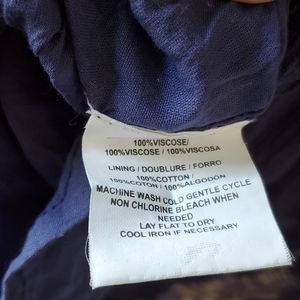 100%VISCOSE/
100%VISCOSE / 100%VISCOSA
LINING / DOUBLURE / FORRO
100%COTTON /
100%COTON / 100%ALGODON
MACHINE WASH COLD GENTLE CYCLE
NON CHLORINE BLEACH WHEN
NEEDED
LAY FLAT TO DRY
COOL IRON IF NECESSARY